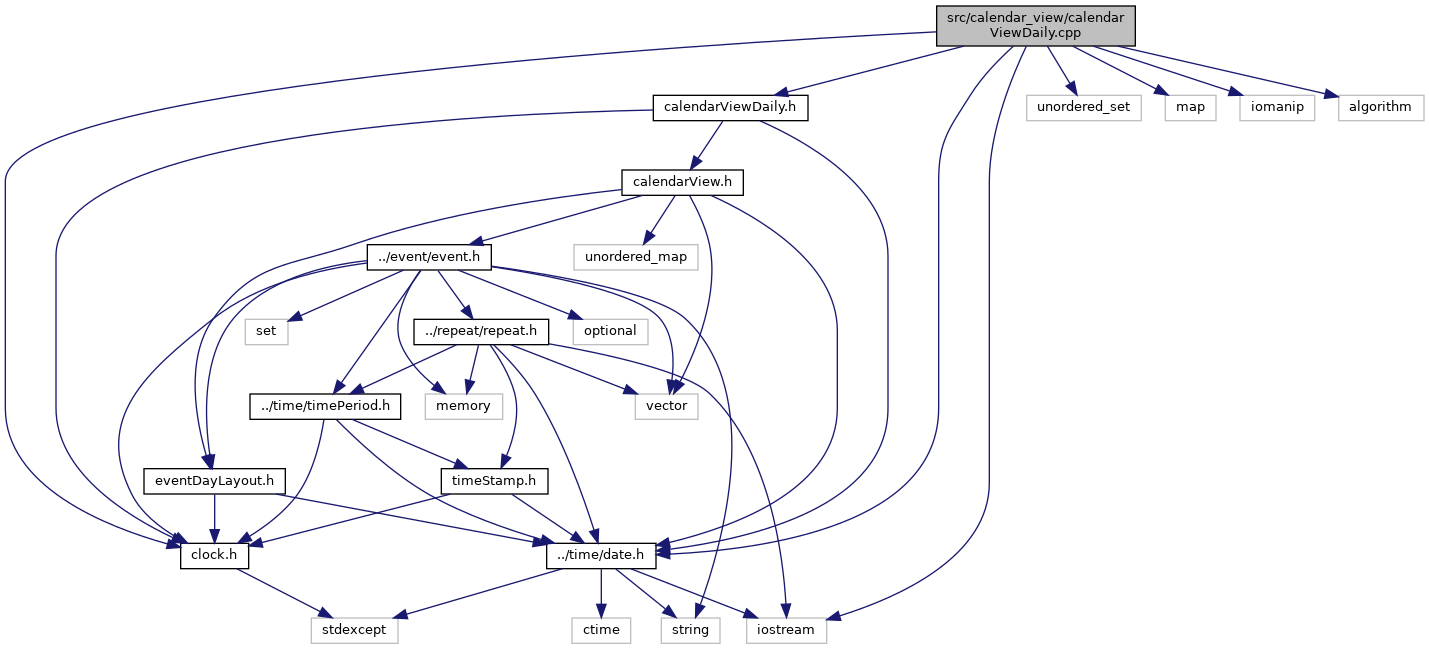 src/calendar_view/calendar
ViewDaily.cpp
calendarViewDaily.h
unordered_set
map
iomanip
algorithm
calendarView.h
../event/event.h
unordered_map
set
../repeat/repeat.h
optional
../time/timePeriod.h
memory
vector
eventDayLayout.h
timeStamp.h
clock.h
../time/date.h
stdexcept
ctime
string
iostream